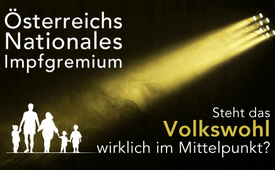 Österreichs
Nationales
Impfgremium
Steht das
Volkswohl
wirklich im Mittelpunkt?